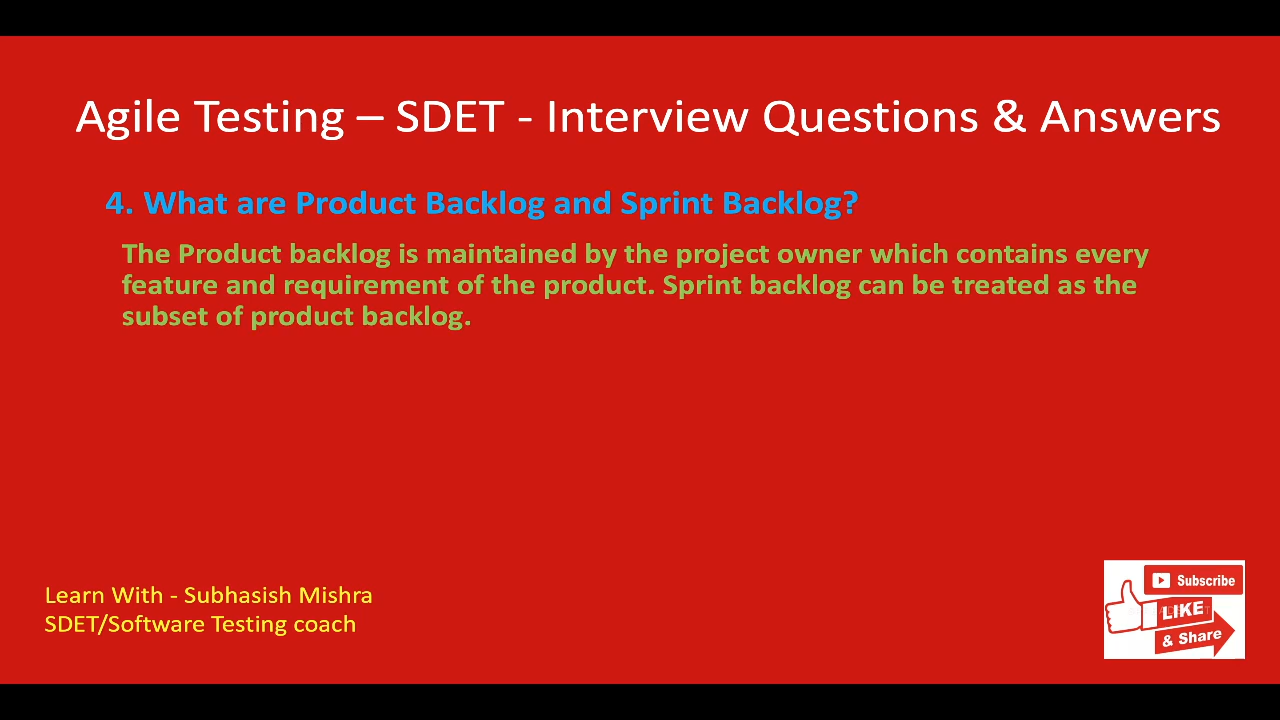 Agile Testing – SDET - Interview Questions & Answers
4. What are Product Backlog and Sprint Backlog?
The Product backlog is maintained by the project owner which contains every
feature and requirement of the product. Sprint backlog can be treated as the
subset of product backlog.
Learn With - Subhasish Mishra
SDET/Software Testing coach
Subscribe
LIKE
& Share